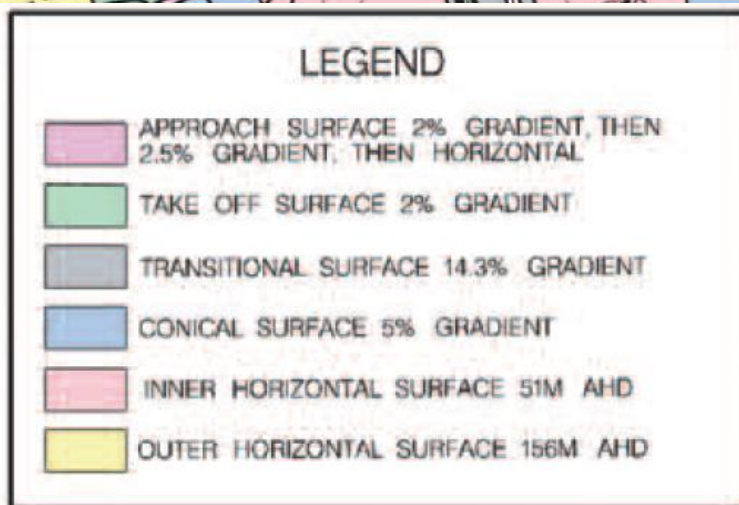 LEGEND
APPROACH SURFACE 2% GRADIENT, THEN
2.5% GRADIENT, THEN HORIZONTAL
TAKE OFF SURFACE 2% GRADIENT
TRANSITIONAL SURFACE 14.3% GRADIENT
CONICAL SURFACE 5% GRADIENT
INNER HORIZONTAL SURFACE 51M AHD
OUTER HORIZONTAL SURFACE 156M AHD